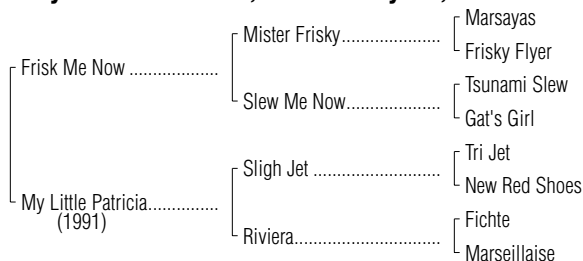 Marsayas
Mister Frisky....................
Frisky Flyer
Frisk Me Now ..................
Tsunami Slew
Slew Me Now...................
Gat's Girl
Tri Jet
Sligh Jet .........................
New Red Shoes
My Little Patricia..............
(1991)
Fichte
Riviera.............................
Marseillaise